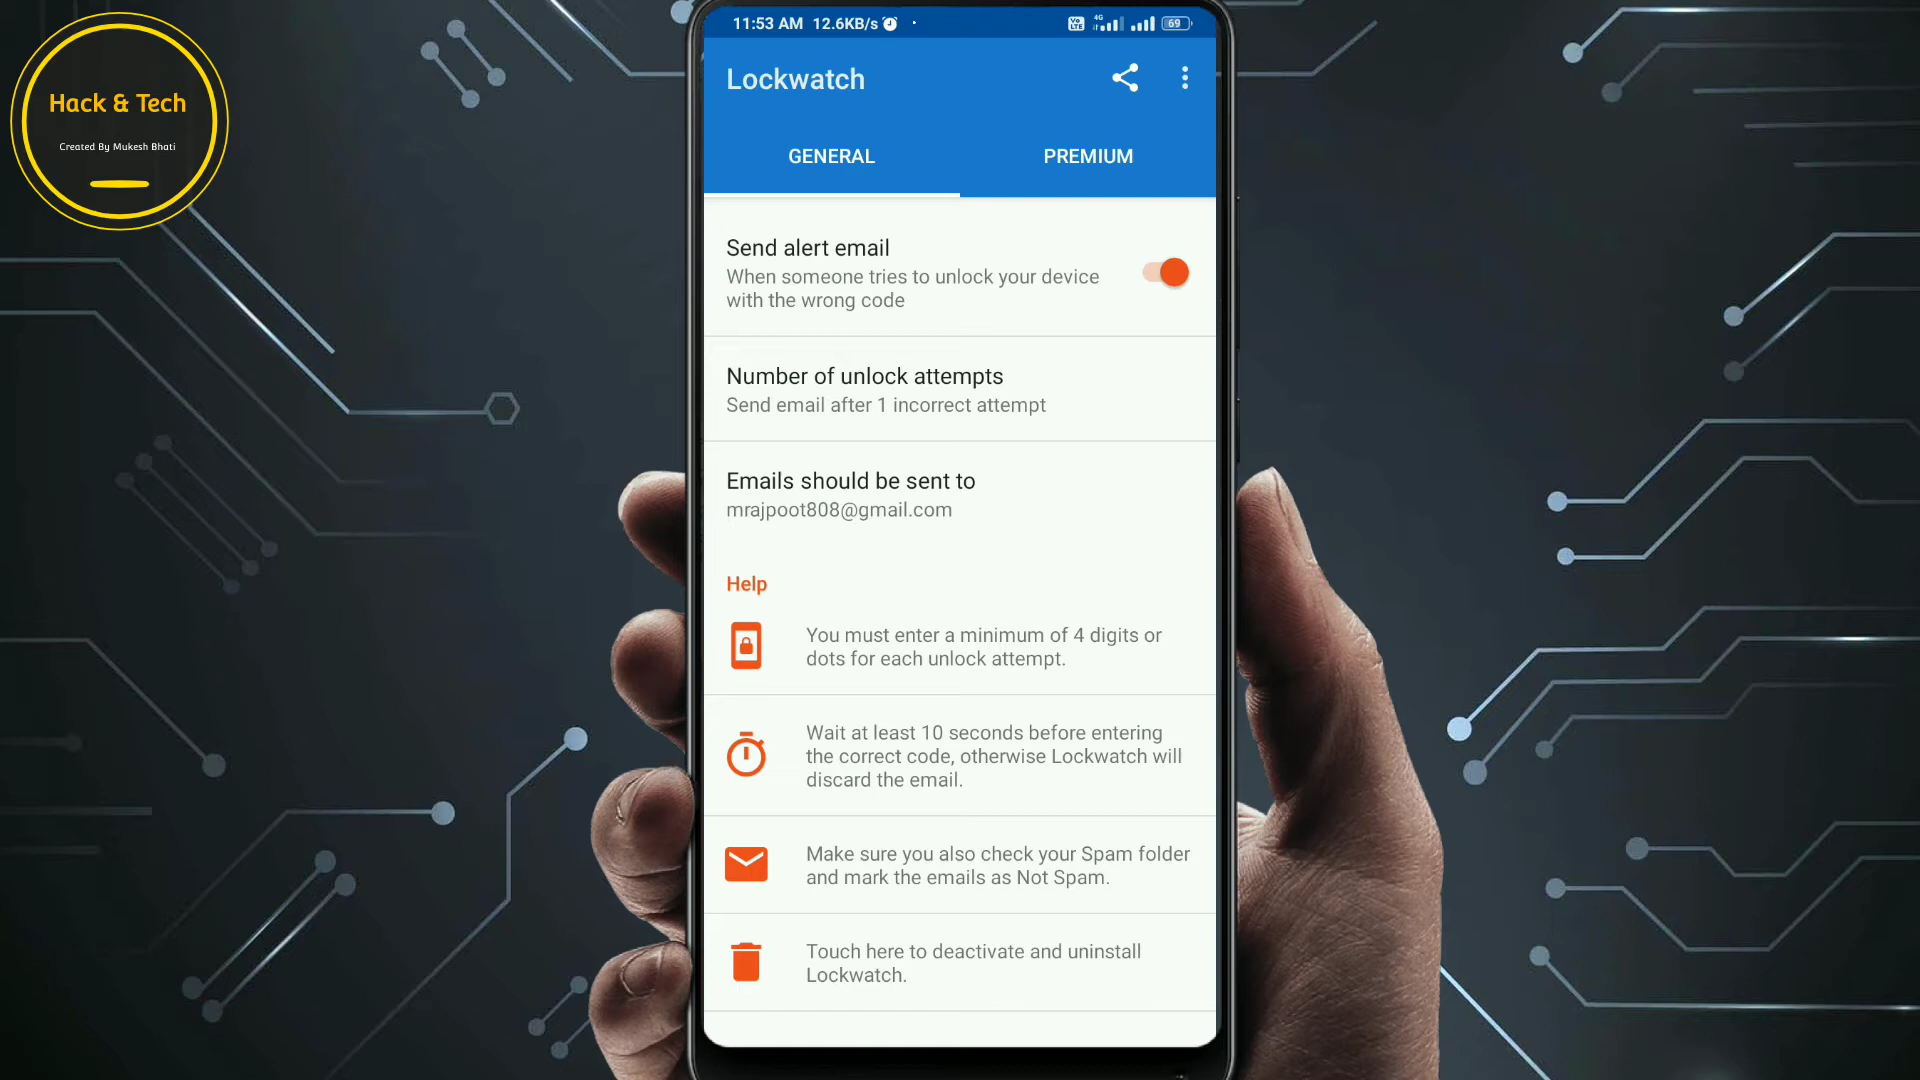 Hack & Tech
Created By Mukesh Bhati
11:53 AM 12.6KB/s
Vo LTE 4G 69
Lockwatch
GENERAL PREMIUM
Send alert email
When someone tries to unlock your device
with the wrong code
Number of unlock attempts
Send email after 1 incorrect attempt
Emails should be sent to
mrajpoot808@gmail.com
Help
You must enter a minimum of 4 digits or
dots for each unlock attempt.
Wait at least 10 seconds before entering
the correct code, otherwise Lockwatch will
discard the email.
Make sure you also check your Spam folder
and mark the emails as Not Spam.
Touch here to deactivate and uninstall
Lockwatch.